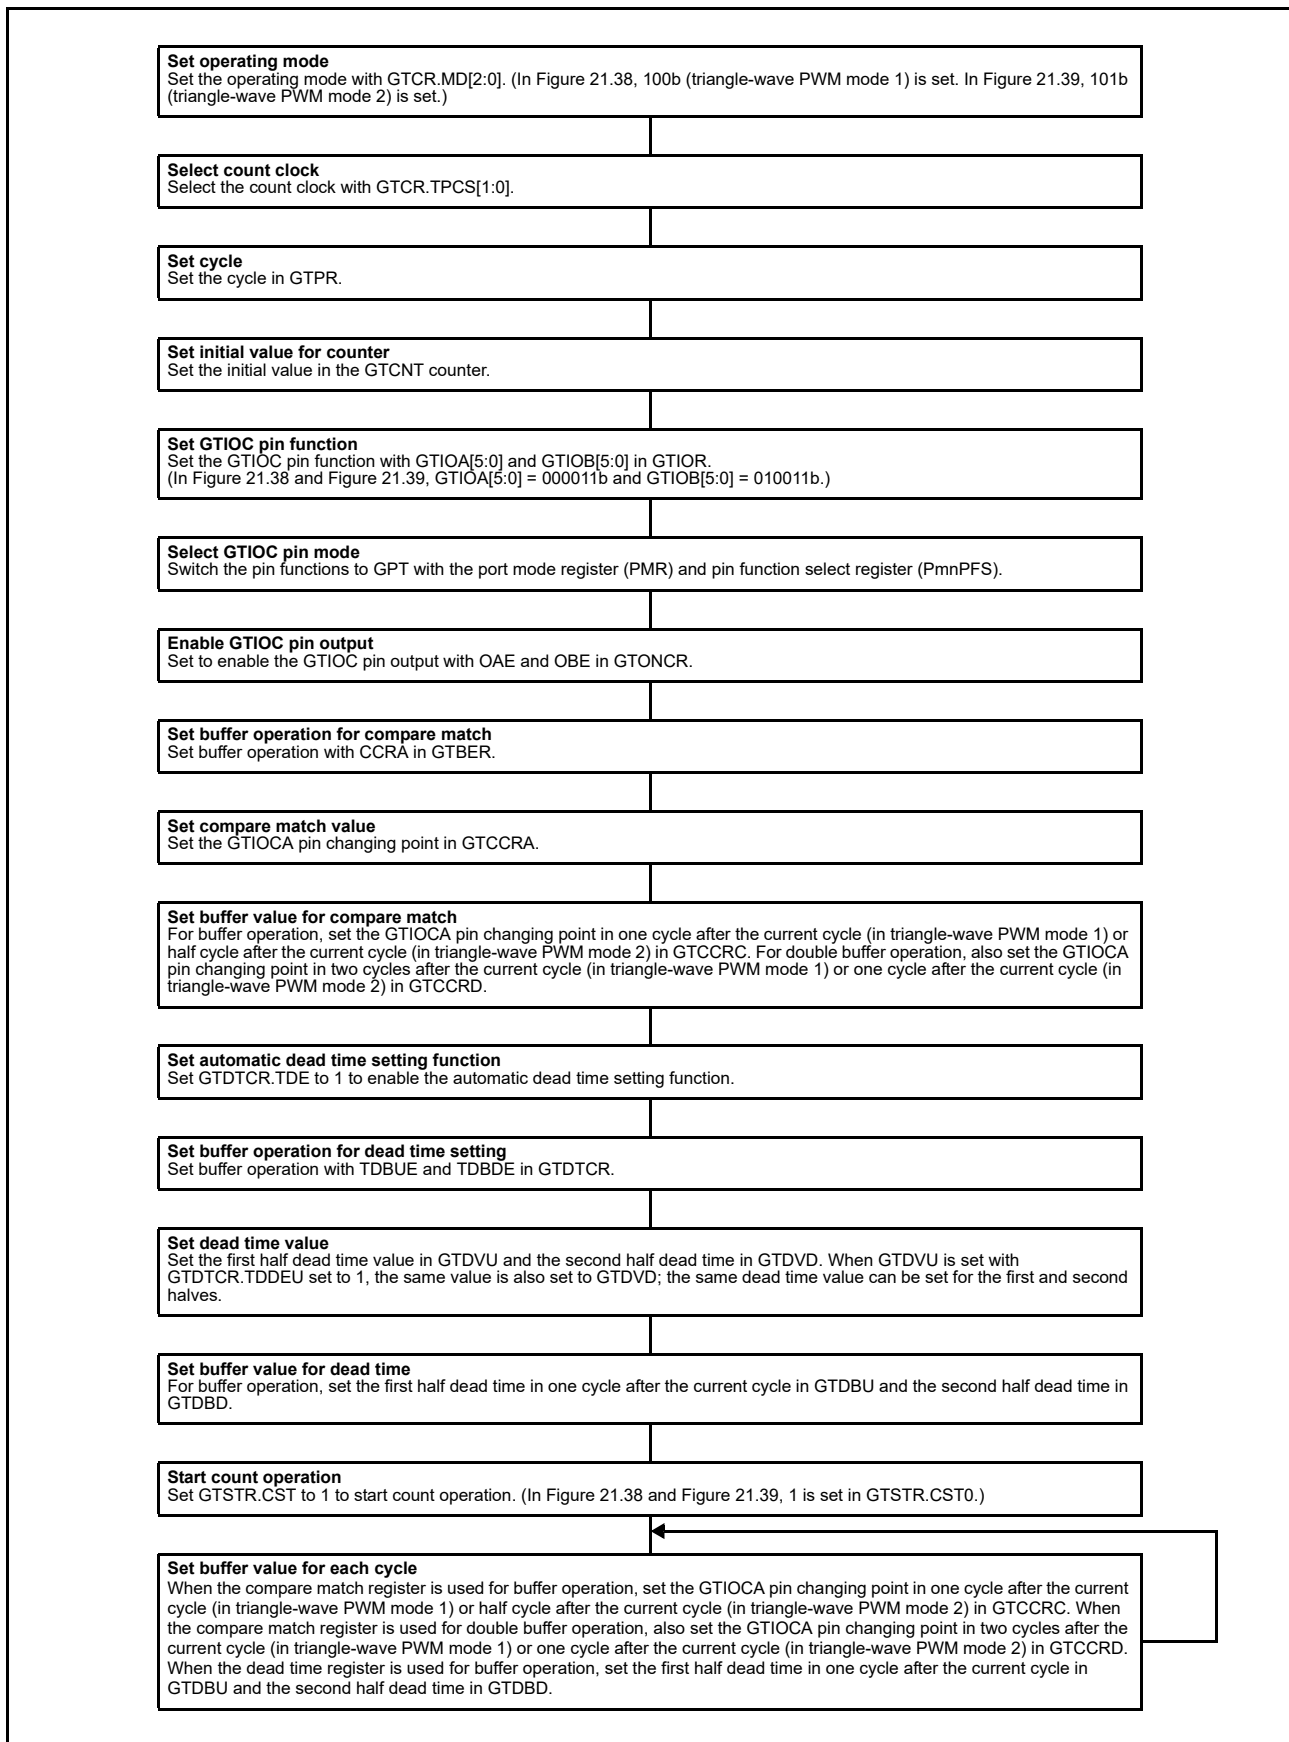 Set operating mode
Set the operating mode with GTCR.MD[2:0]. (In Figure 21.38, 100b (triangle-wave PWM mode 1) is set. In Figure 21.39, 101b
(triangle-wave PWM mode 2) is set.)
Select count clock
Select the count clock with GTCR.TPCS[1:0].
Set cycle
Set the cycle in GTPR.
Set initial value for counter
Set the initial value in the GTCNT counter.
Set GTIOC pin function
Set the GTIOC pin function with GTIOA[5:0] and GTIOB[5:0] in GTIOR.
(In Figure 21.38 and Figure 21.39, GTIOA[5:0] = 000011b and GTIOB[5:0] = 010011b.)
Select GTIOC pin mode
Switch the pin functions to GPT with the port mode register (PMR) and pin function select register (PmnPFS).
Enable GTIOC pin output
Set to enable the GTIOC pin output with OAE and OBE in GTONCR.
Set buffer operation for compare match
Set buffer operation with CCRA in GTBER.
Set compare match value
Set the GTIOCA pin changing point in GTCCRA.
Set buffer value for compare match
For buffer operation, set the GTIOCA pin changing point in one cycle after the current cycle (in triangle-wave PWM mode 1) or
half cycle after the current cycle (in triangle-wave PWM mode 2) in GTCCRC. For double buffer operation, also set the GTIOCA
pin changing point in two cycles after the current cycle (in triangle-wave PWM mode 1) or one cycle after the current cycle (in
triangle-wave PWM mode 2) in GTCCRD.
Set automatic dead time setting function
Set GTDTCR.TDE to 1 to enable the automatic dead time setting function.
Set buffer operation for dead time setting
Set buffer operation with TDBUE and TDBDE in GTDTCR.
Set dead time value
Set the first half dead time value in GTDVU and the second half dead time in GTDVD. When GTDVU is set with
GTDTCR.TDDEU set to 1, the same value is also set to GTDVD; the same dead time value can be set for the first and second
halves.
Set buffer value for dead time
For buffer operation, set the first half dead time in one cycle after the current cycle in GTDBU and the second half dead time in
GTDBD.
Start count operation
Set GTSTR.CST to 1 to start count operation. (In Figure 21.38 and Figure 21.39, 1 is set in GTSTR.CST0.)
Set buffer value for each cycle
When the compare match register is used for buffer operation, set the GTIOCA pin changing point in one cycle after the current
cycle (in triangle-wave PWM mode 1) or half cycle after the current cycle (in triangle-wave PWM mode 2) in GTCCRC. When
the compare match register is used for double buffer operation, also set the GTIOCA pin changing point in two cycles after the
current cycle (in triangle-wave PWM mode 1) or one cycle after the current cycle (in triangle-wave PWM mode 2) in GTCCRD.
When the dead time register is used for buffer operation, set the first half dead time in one cycle after the current cycle in
GTDBU and the second half dead time in GTDBD.